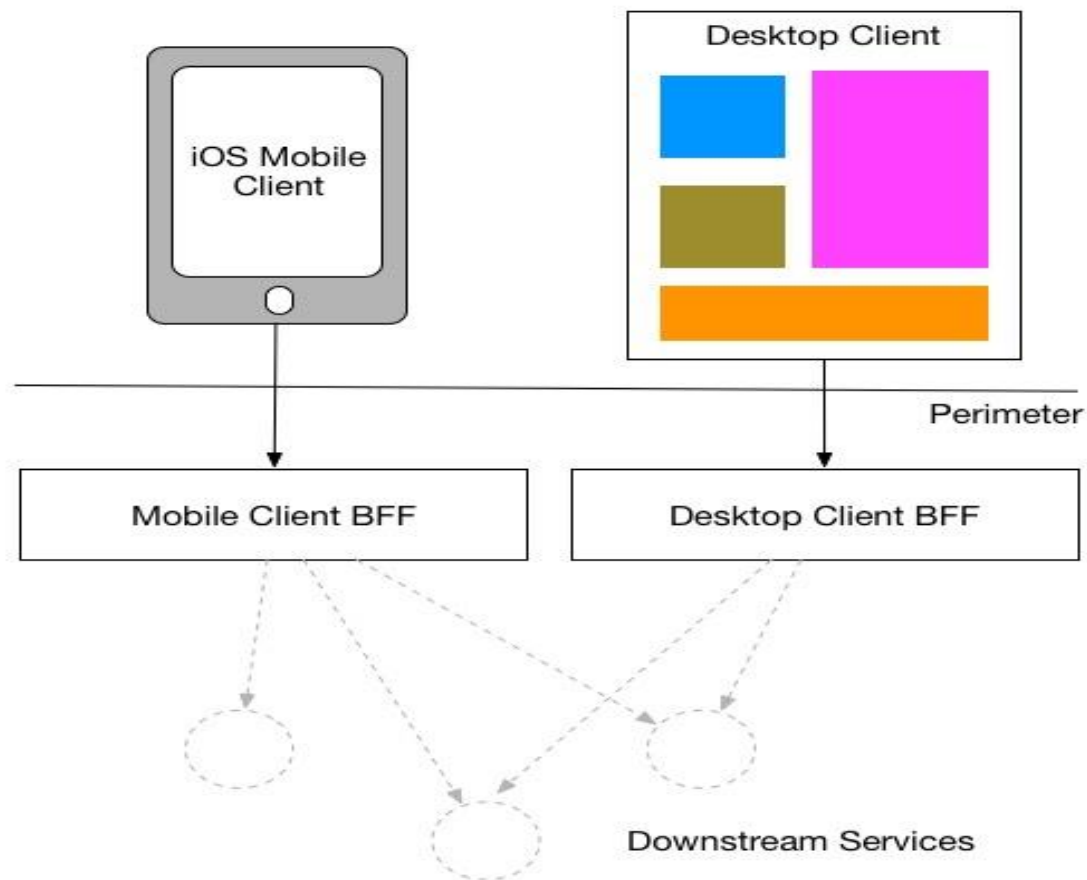 Desktop Client
iOS Mobile
Client
Perimeter
Mobile Client BFF
Desktop Client BFF
Downstream Services